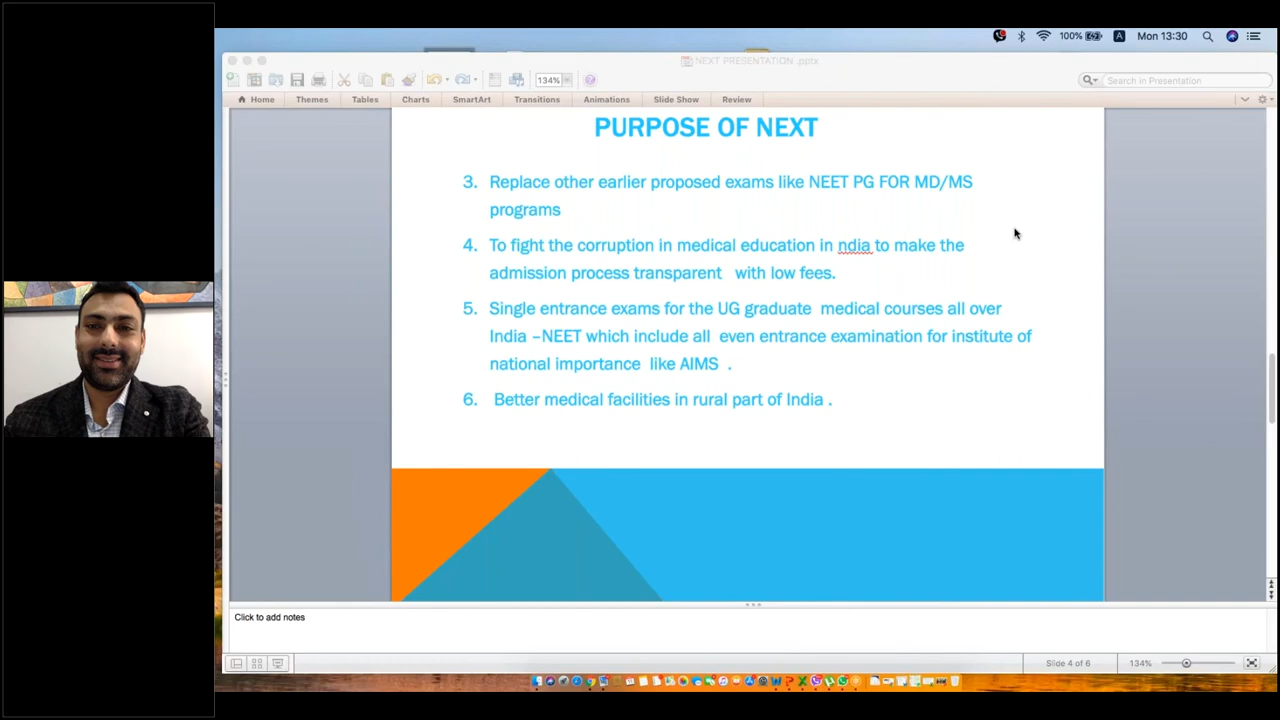 100%
A
Mon 13:30
NEXT PRESENTATION .pptx
134%
Search in Presentation
Home
Themes
Tables
Charts
SmartArt
Transitions
Animations
Slide Show
Review
PURPOSE OF NEXT
3. Replace other earlier proposed exams like NEET PG FOR MD/MS
programs
4. To fight the corruption in medical education in ndia to make the
admission process transparent with low fees.
5. Single entrance exams for the UG graduate medical courses all over
India –NEET which include all even entrance examination for institute of
national importance like AIMS .
6. Better medical facilities in rural part of India .
Click to add notes
Slide 4 of 6
134%